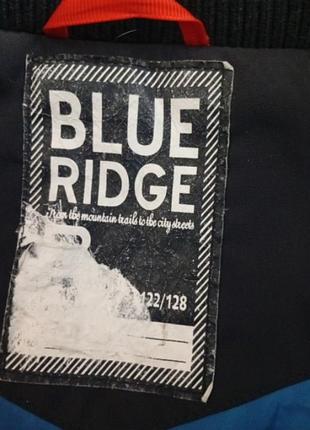 BLUE
RIDGE
From the mountain trails to the city streets
122/128